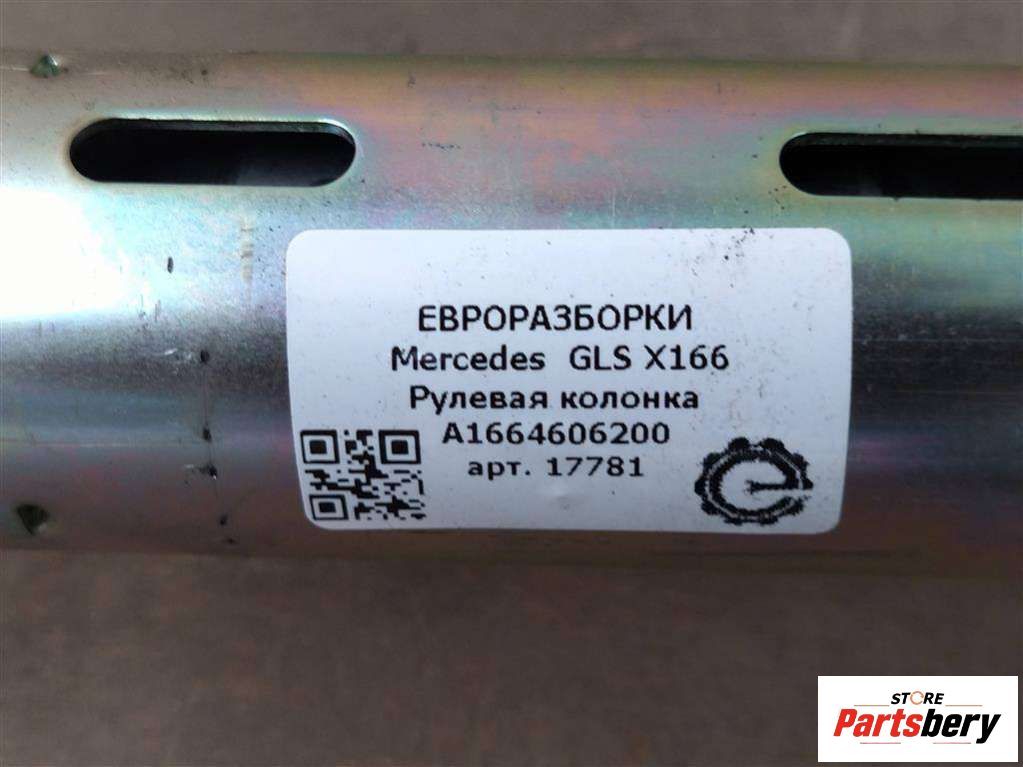 ЕВРОРАЗБОРКИ
Mercedes GLS X166
Рулевая колонка
A1664606200
арт. 17781
STORE
Partsbery